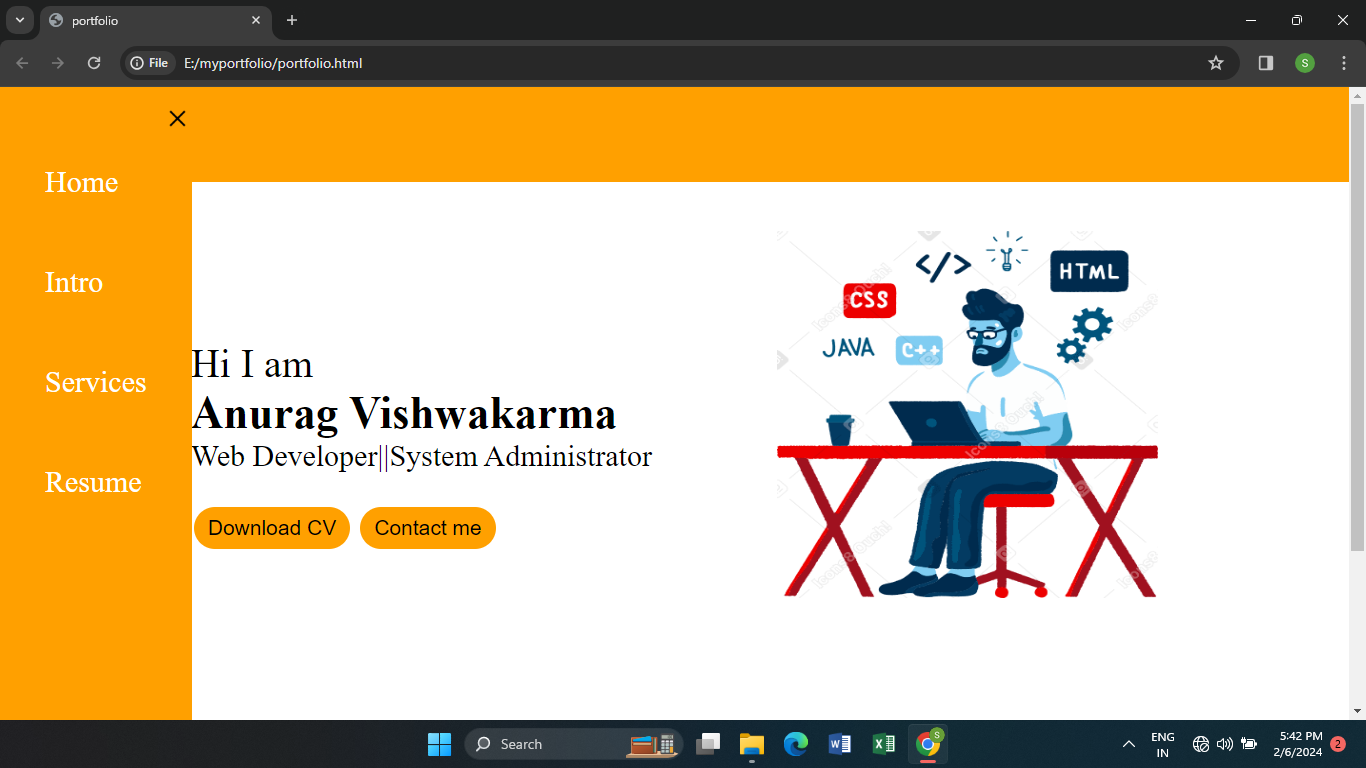 portfolio
File E:/myportfolio/portfolio.html
S
Home
Intro
Services
Resume
Hi I am
Anurag Vishwakarma
Web Developer||System Administrator
Download CV Contact me
</>
HTML
CSS
JAVA
C++
Search
S
ENG
IN
5:42 PM
2/6/2024
2